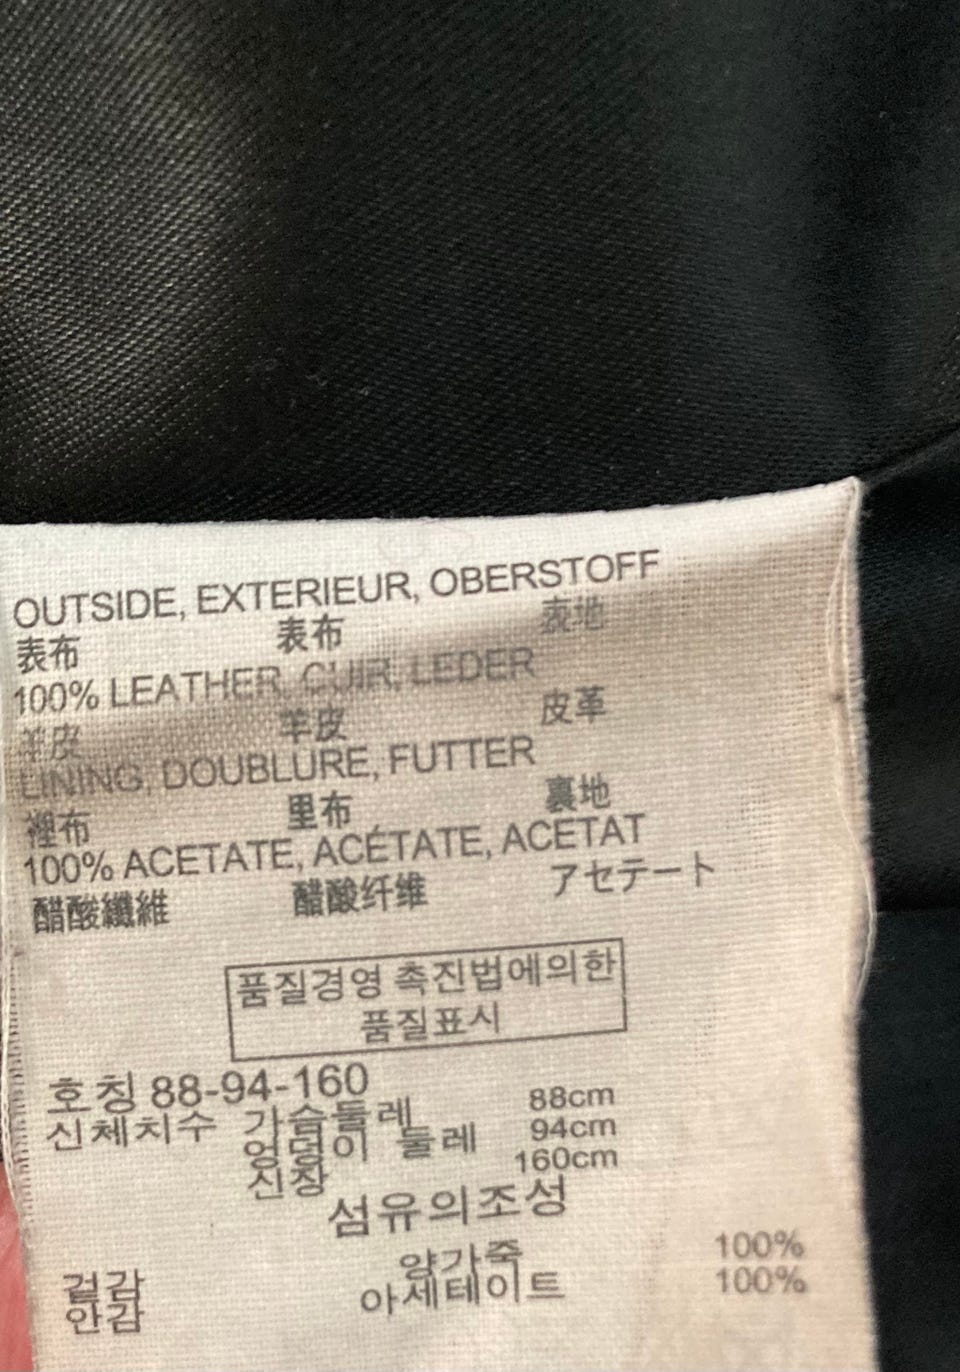 OUTSIDE, EXTERIEUR, OBERSTOFF
表布 表布 表地
100% LEATHER, CUIR, LEDER
羊皮 羊皮 皮革
LINING, DOUBLURE, FUTTER
裡布 里布 裏地
100% ACETATE, ACÉTATE, ACETAT
醋酸纖維 醋酸纤维 アセテート
품질경영 촉진법에의한
품질표시
호칭 88-94-160
신체치수 가슴둘레 88cm
엉덩이 둘레 94cm
신장 160cm
섬유의조성
겉감 양가죽 100%
안감 아세테이트 100%